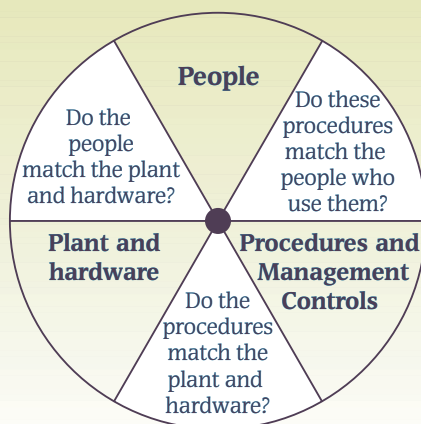 People
Do the
people
match the plant
and hardware?
Do these
procedures
match the
people who
use them?
Plant and
hardware
Procedures and
Management
Controls
Do the
procedures
match the
plant and
hardware?